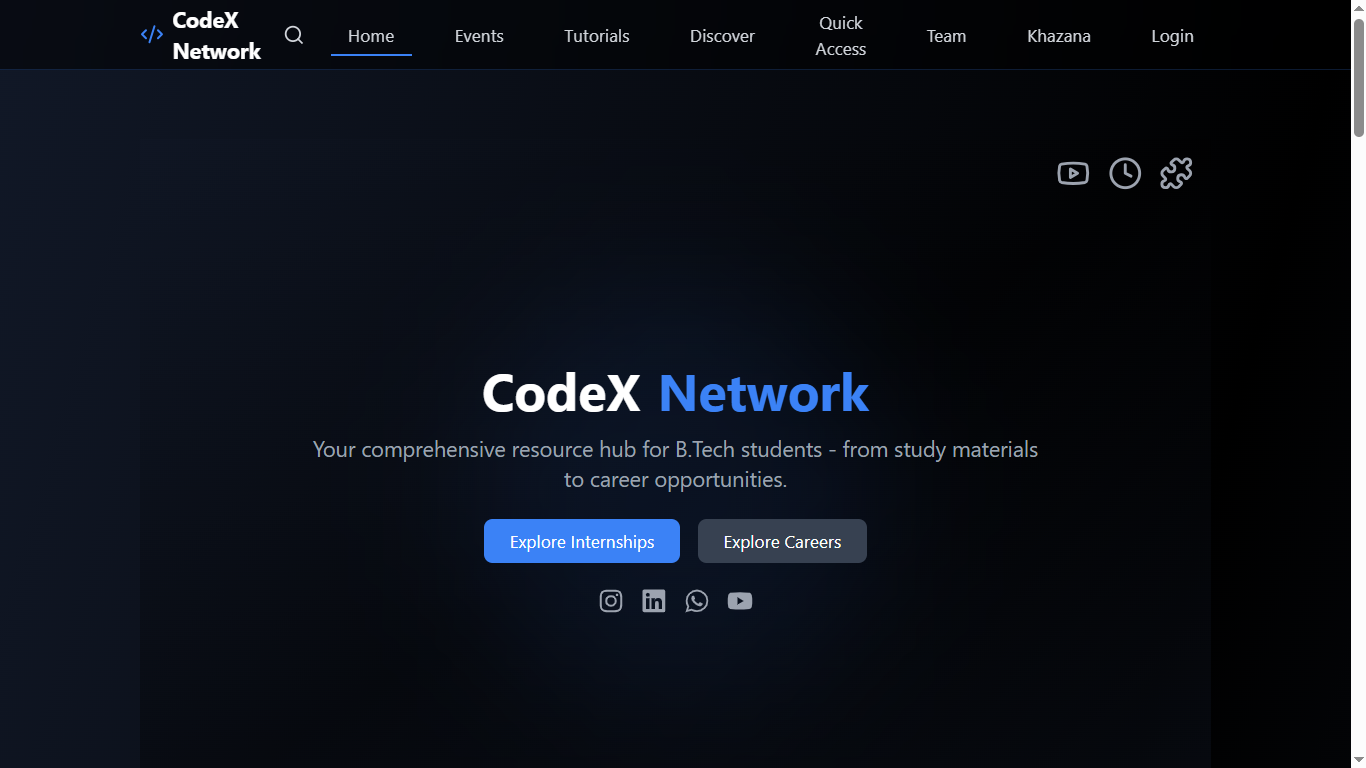 CodeX
Network
Home
Events
Tutorials
Discover
Quick
Access
Team
Khazana
Login
CodeX Network
Your comprehensive resource hub for B.Tech students - from study materials
to career opportunities.
Explore Internships
Explore Careers